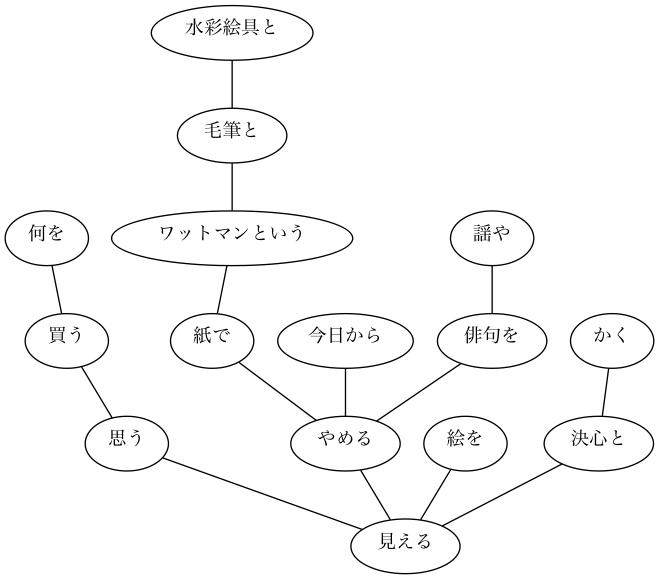 水彩絵具と
毛筆と
何を
ワットマンという
謡や
買う
紙で
今日から
俳句を
かく
思う
やめる
絵を
決心と
見える